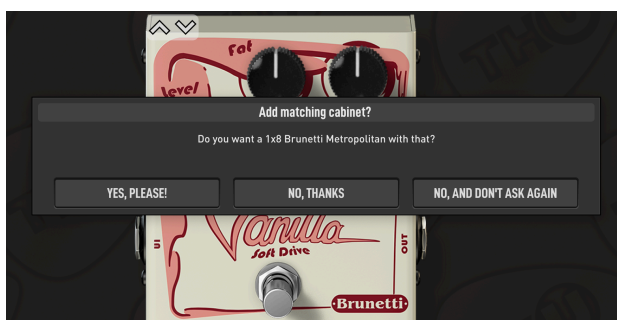 Fat
Level
Add matching cabinet?
Do you want a 1x8 Brunetti Metropolitan with that?
YES, PLEASE!
NO, THANKS
NO, AND DON'T ASK AGAIN
Vanilla
Soft Drive
IN
OUT
·Brunetti·